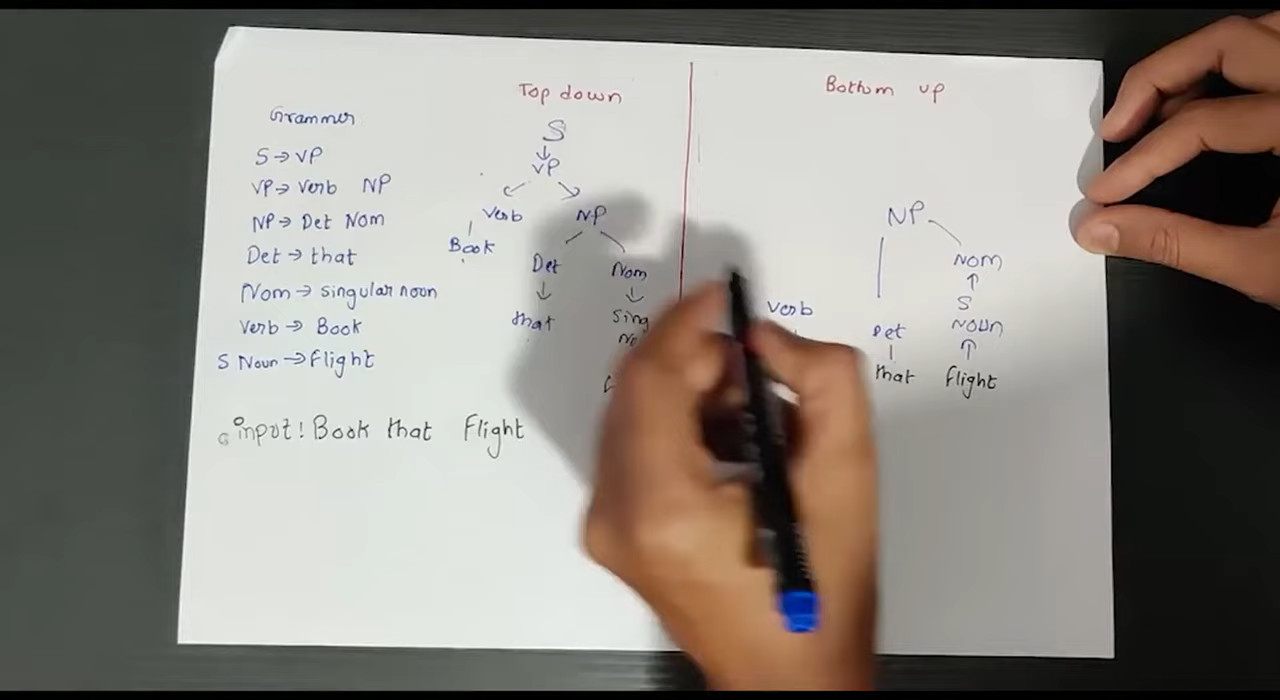 Grammer
S→VP
VP→Verb NP
NP→Det Nom
Det→that
Nom→Singular noon
Verb→Book
S Noun→Flight
input! Book that Flight
Top down
S
VP
Verb NP
Book
Det Nom
that Sing
Bottom up
NP
Nom
S
Verb Det Noun
that flight